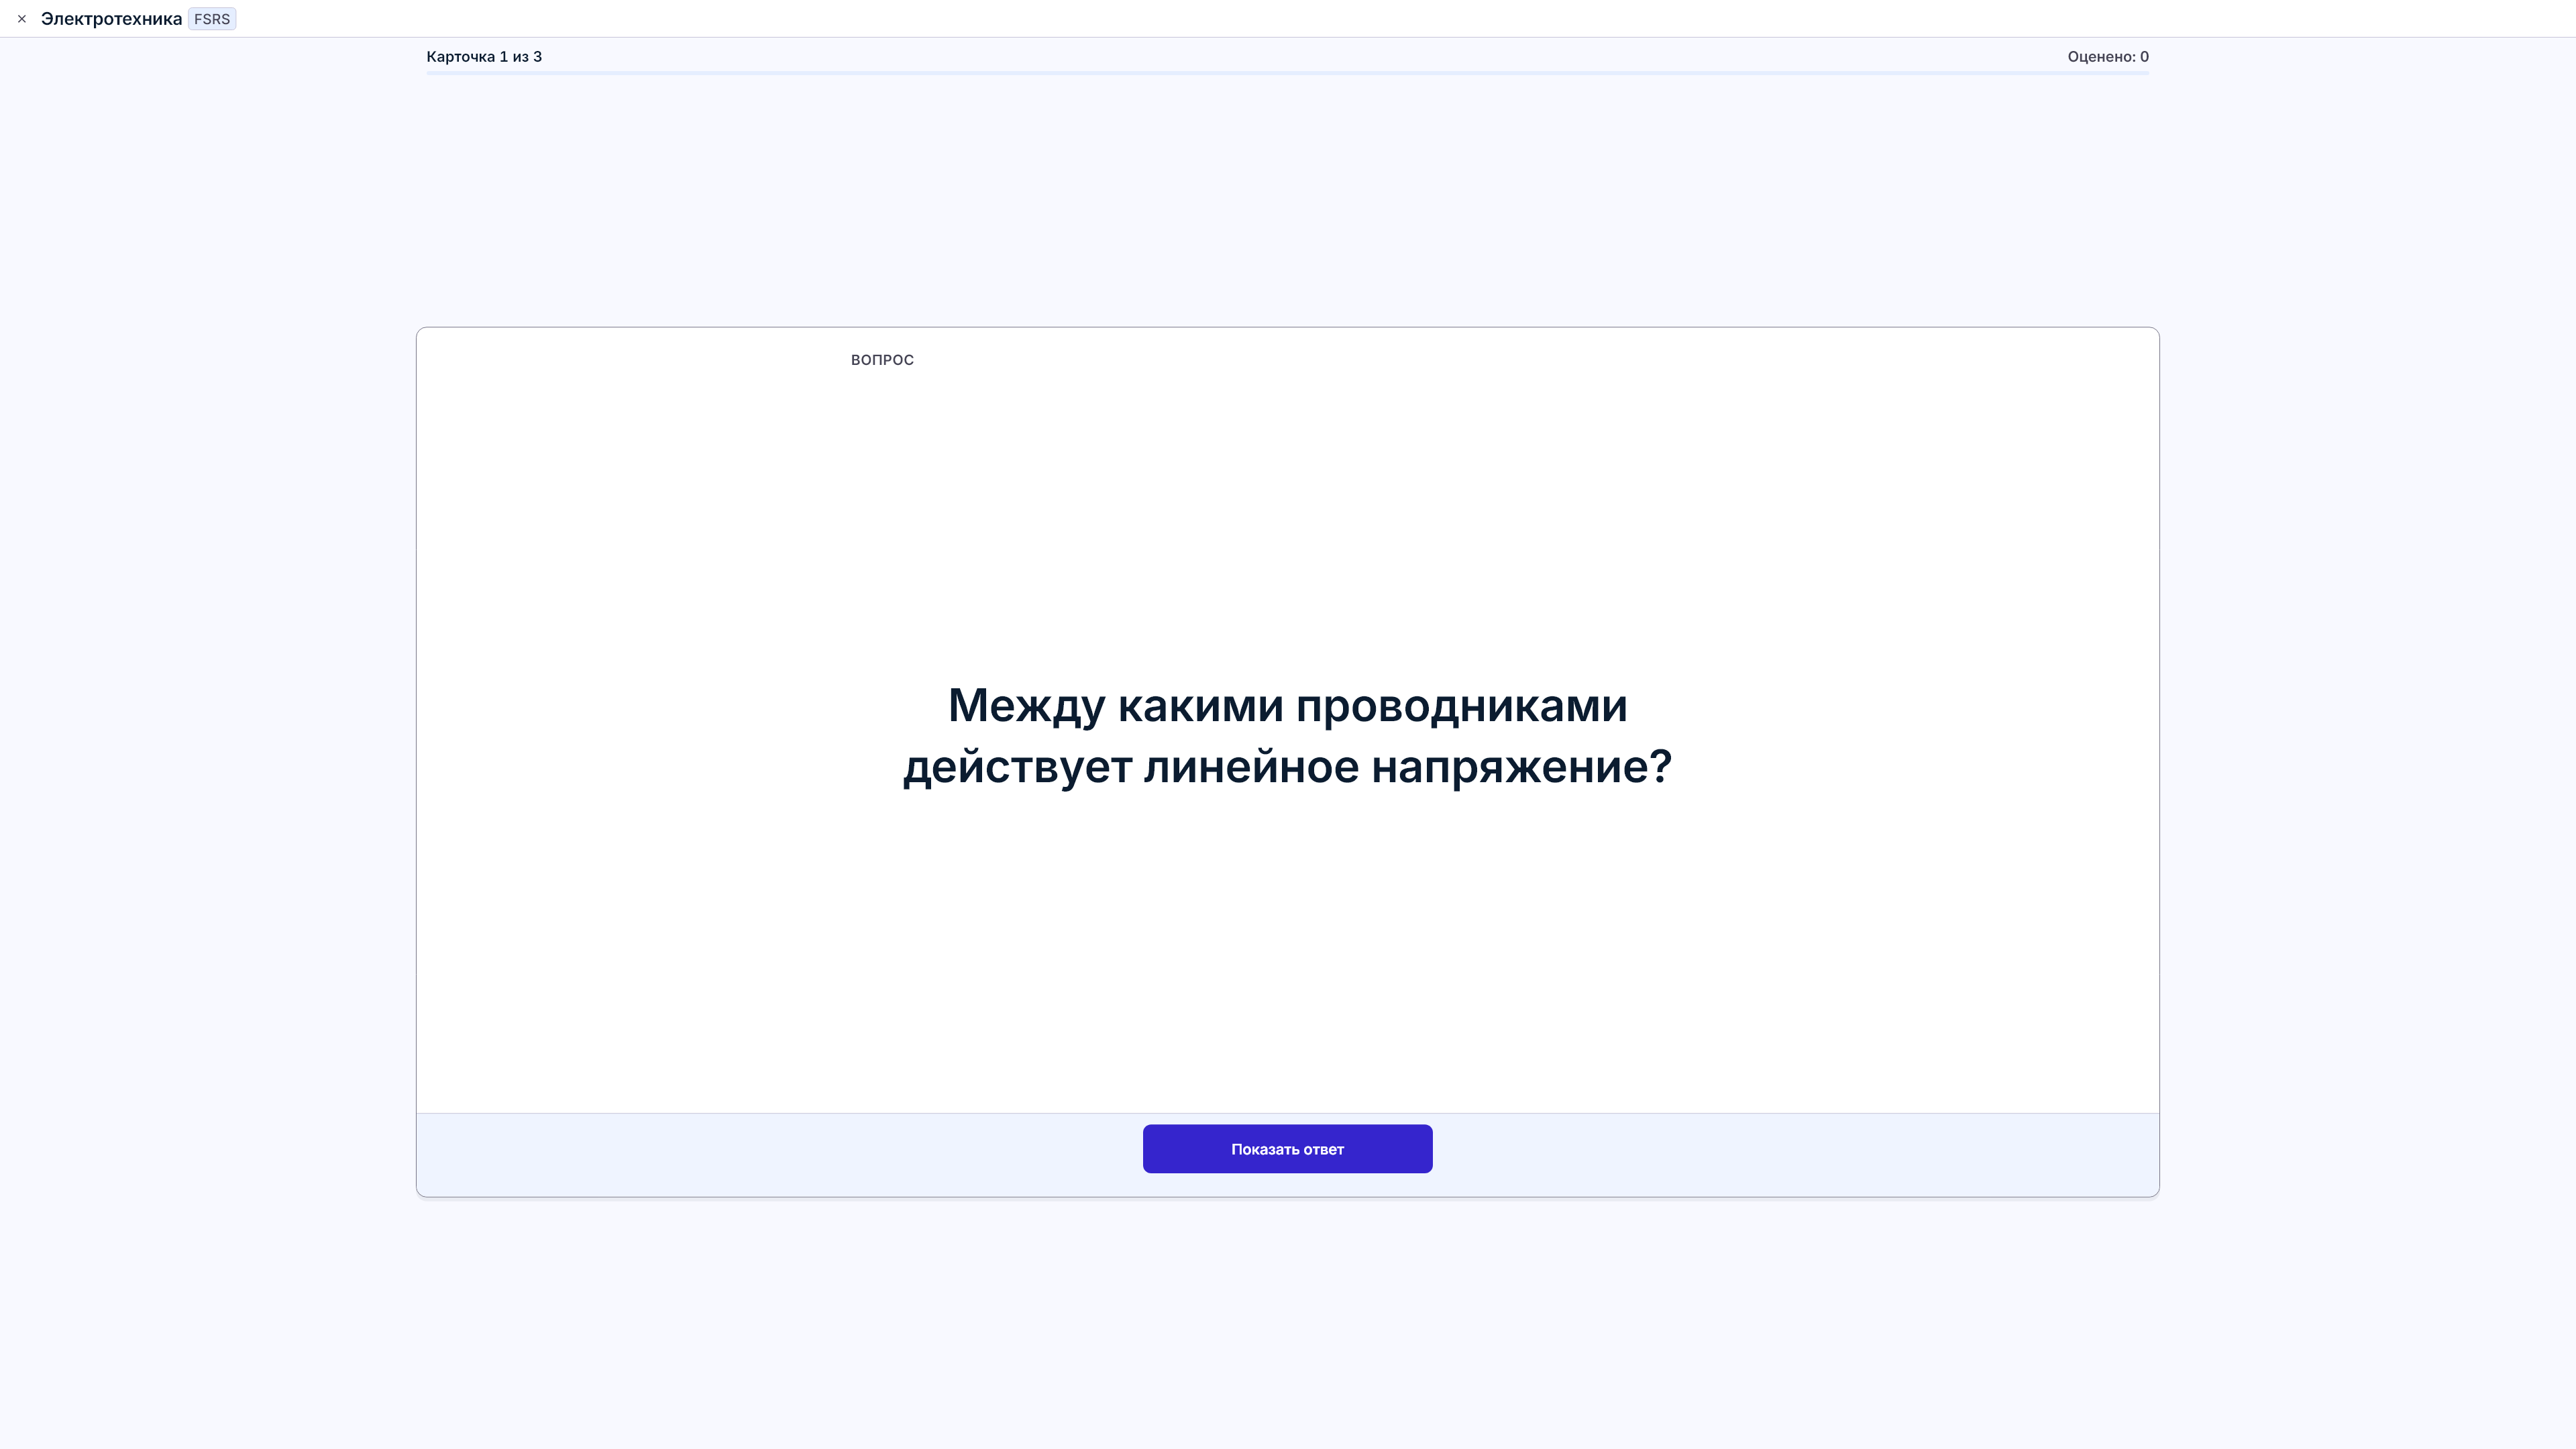 Электротехника FSRS
Карточка 1 из 3
Оценено: 0
ВОПРОС
Между какими проводниками
действует линейное напряжение?
Показать ответ